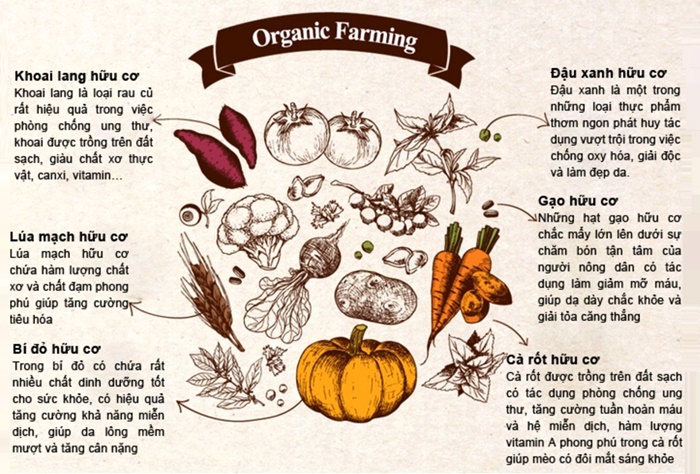 Organic Farming
Khoai lang hữu cơ
Khoai lang là loại rau củ
rất hiệu quả trong việc
phòng chống ung thư,
khoai được trồng trên đất
sạch, giàu chất xơ thực
vật, canxi, vitamin...
Lúa mạch hữu cơ
Lúa mạch hữu cơ
chứa hàm lượng chất
xơ và chất đạm phong
phú giúp tăng cường
tiêu hóa
Bí đỏ hữu cơ
Trong bí đỏ có chứa rất
nhiều chất dinh dưỡng tốt
cho sức khỏe, có hiệu quả
tăng cường khả năng miễn
dịch, giúp da lông mềm
mượt và tăng cân nặng
Đậu xanh hữu cơ
Đậu xanh là một trong
những loại thực phẩm
thơm ngon phát huy tác
dụng vượt trội trong việc
chống oxy hóa, giải độc
và làm đẹp da.
Gạo hữu cơ
Những hạt gạo hữu cơ
chắc mẩy lớn lên dưới sự
chăm bón tận tâm của
người nông dân có tác
dụng làm giảm mỡ máu,
giúp dạ dày chắc khỏe và
giải tỏa căng thẳng
Cà rốt hữu cơ
Cà rốt được trồng trên đất sạch
có tác dụng phòng chống ung
thư, tăng cường tuần hoàn máu
và hệ miễn dịch, hàm lượng
vitamin A phong phú trong cà rốt
giúp mèo có đôi mắt sáng khỏe